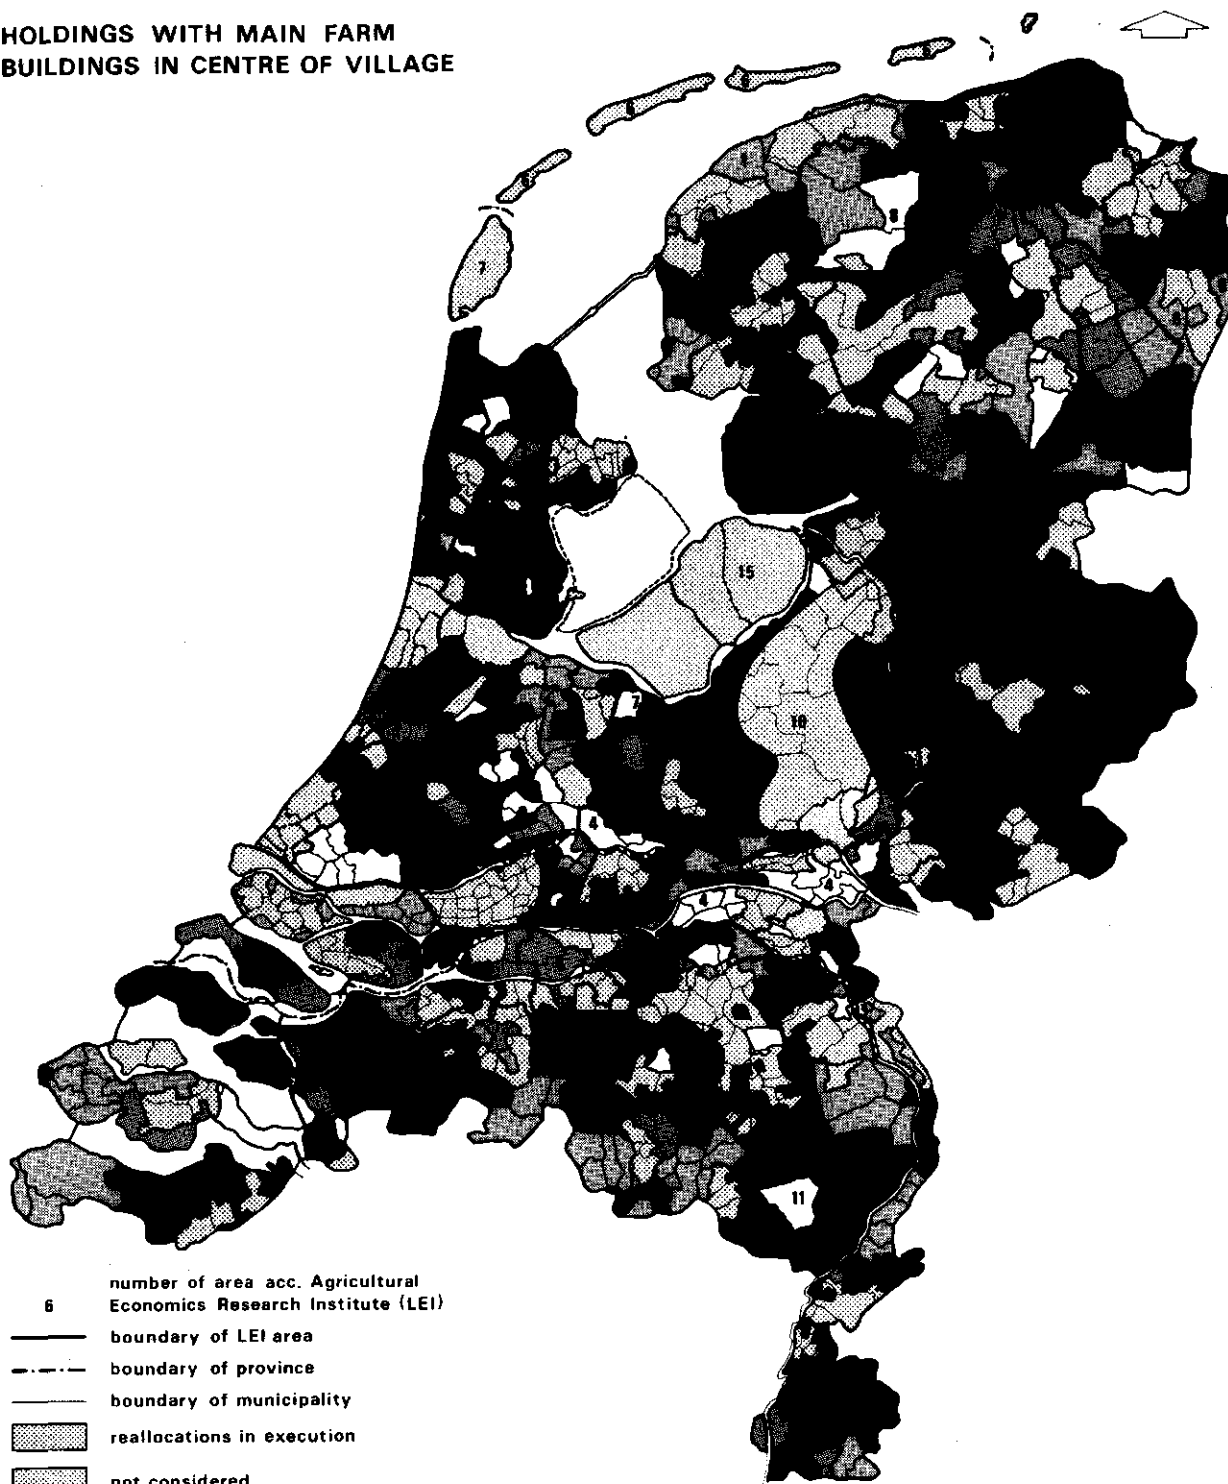 HOLDINGS WITH MAIN FARM
BUILDINGS IN CENTRE OF VILLAGE
7
8
15
10
7
4
4
4
11
number of area acc. Agricultural
6 Economics Research Institute (LEI)
boundary of LEI area
boundary of province
boundary of municipality
reallocations in execution
not considered